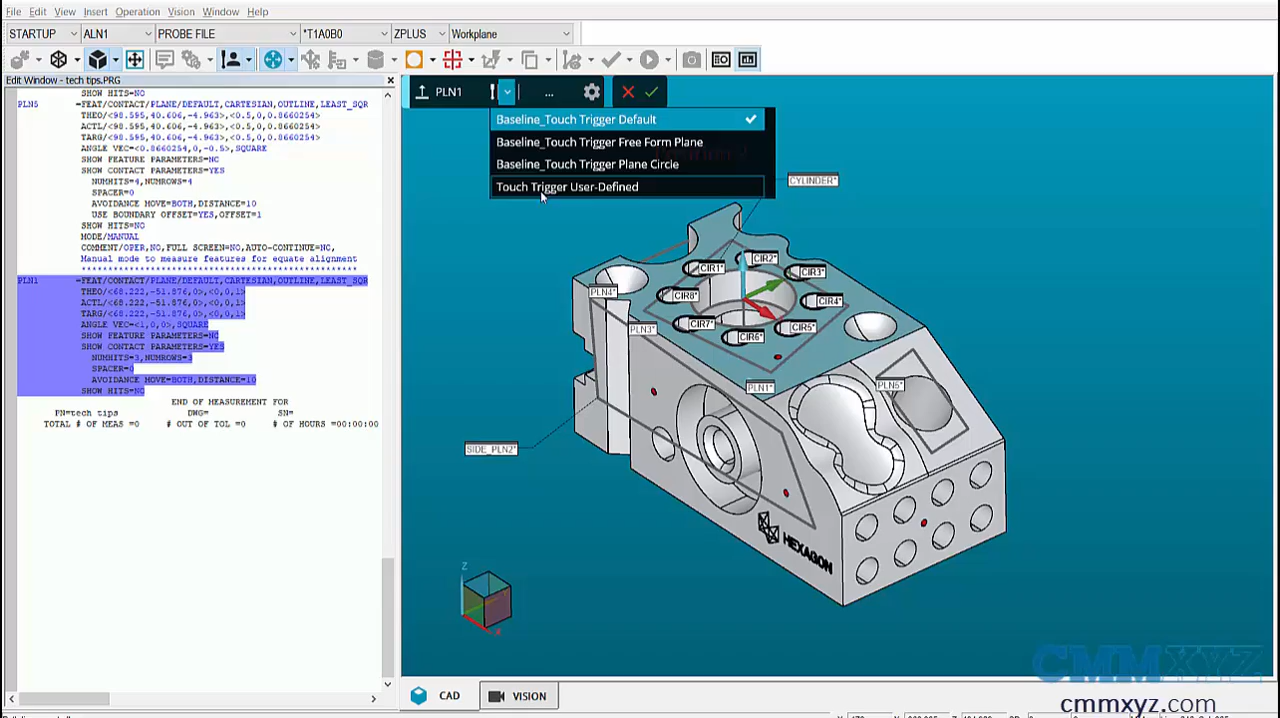 File Edit View Insert Operation Vision Window Help
STARTUP ALN1 PROBE FILE *T1A0B0 ZPLUS Workplane
Edit Window - tech tips.PRG
SHOW HITS=NO
PLN5 =FEAT/CONTACT/PLANE/DEFAULT,CARTESIAN,OUTLINE,LEAST_SQR
THEO/<98.595,40.606,-4.963>,<0.5,0,0.8660254>
ACTL/<98.595,40.606,-4.963>,<0.5,0,0.8660254>
TARG/<98.595,40.606,-4.963>,<0.5,0,0.8660254>
ANGLE VEC=<0.8660254,0,-0.5>,SQUARE
SHOW FEATURE PARAMETERS=NO
SHOW CONTACT PARAMETERS=YES
NUMHITS=4,NUMROWS=4
SPACER=0
AVOIDANCE MOVE=BOTH,DISTANCE=10
USE BOUNDARY OFFSET=YES,OFFSET=1
SHOW HITS=NO
MODE/MANUAL
COMMENT/OPER,NO,FULL SCREEN=NO,AUTO-CONTINUE=NO,
Manual mode to measure features for equate alignment
**************************************************
PLN1 =FEAT/CONTACT/PLANE/DEFAULT,CARTESIAN,OUTLINE,LEAST_SQR
THEO/<68.222,-51.876,0>,<0,0,1>
ACTL/<68.222,-51.876,0>,<0,0,1>
TARG/<68.222,-51.876,0>,<0,0,1>
ANGLE VEC=<1,0,0>,SQUARE
SHOW FEATURE PARAMETERS=NO
SHOW CONTACT PARAMETERS=YES
NUMHITS=3,NUMROWS=3
SPACER=0
AVOIDANCE MOVE=BOTH,DISTANCE=10
SHOW HITS=NO
END OF MEASUREMENT FOR
PN=tech tips DWG= SN=
TOTAL # OF MEAS =0 # OUT OF TOL =0 # OF HOURS =00:00:00
PLN1 ...
Baseline_Touch Trigger Default
Baseline_Touch Trigger Free Form Plane
Baseline_Touch Trigger Plane Circle
Touch Trigger User-Defined
CYLINDER*
CIR1*
CIR2*
CIR3*
PLN4*
CIR8*
CIR4*
PLN3*
CIR7*
CIR6*
CIR5*
PLN1*
SIDE_PLN2*
HEXAGON
Z
X
CAD VISION
CMMXYZ
cmmxyz.com